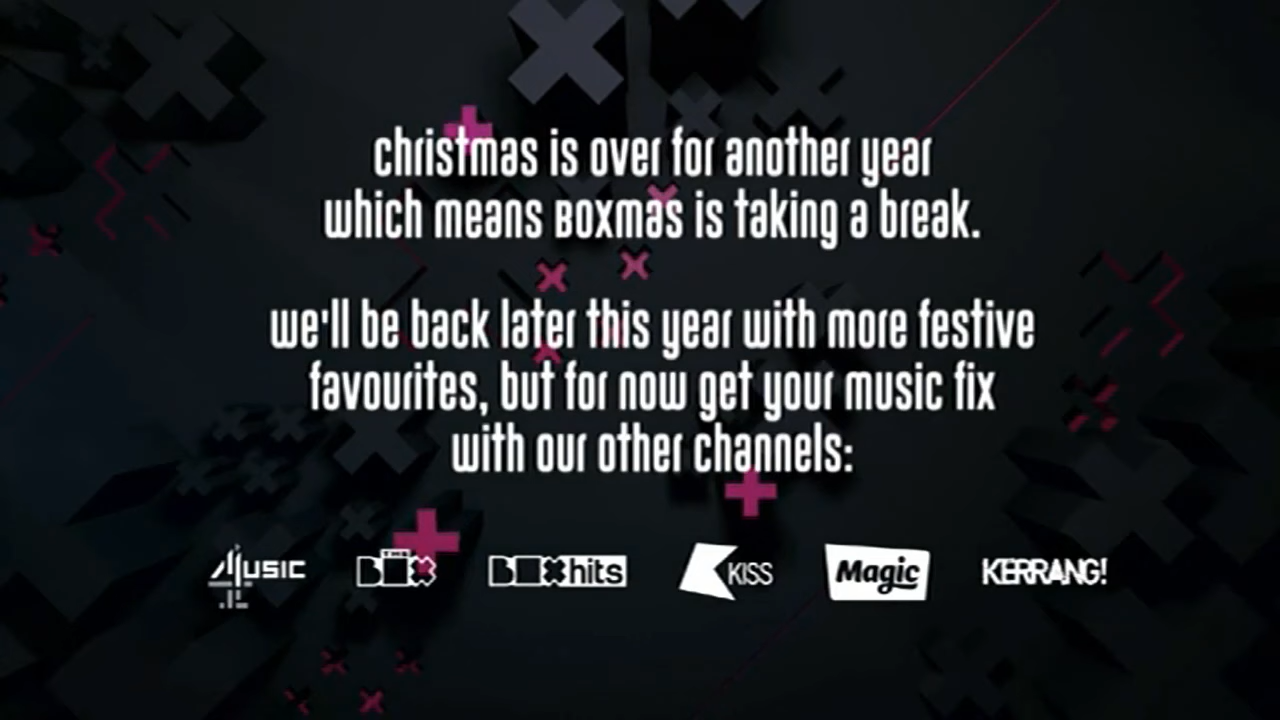 christmas is over for another year
which means BOXmas is taking a break.
we'll be back later this year with more festive
favourites, but for now get your music fix
with our other channels:
4MUSIC THE BOX BOXhits KISS Magic KERRANG!